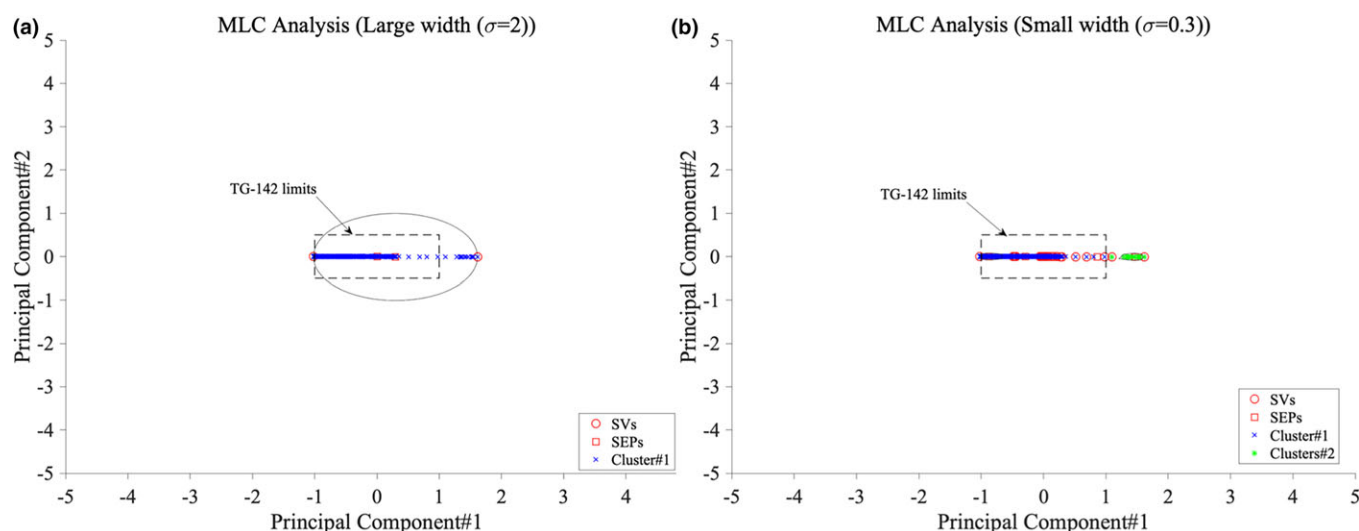 (a)
MLC Analysis (Large width (σ=2))
5
4
3
2
1
0
-1
-2
-3
-4
-5
Principal Component#2
TG-142 limits
SVs
SEPs
Cluster#1
-5 -4 -3 -2 -1 0 1 2 3 4
Principal Component#1
(b)
MLC Analysis (Small width (σ=0.3))
5
4
3
2
1
0
-1
-2
-3
-4
-5
Principal Component#2
TG-142 limits
SVs
SEPs
Cluster#1
Clusters#2
-5 -4 -3 -2 -1 0 1 2 3 4 5
Principal Component#1